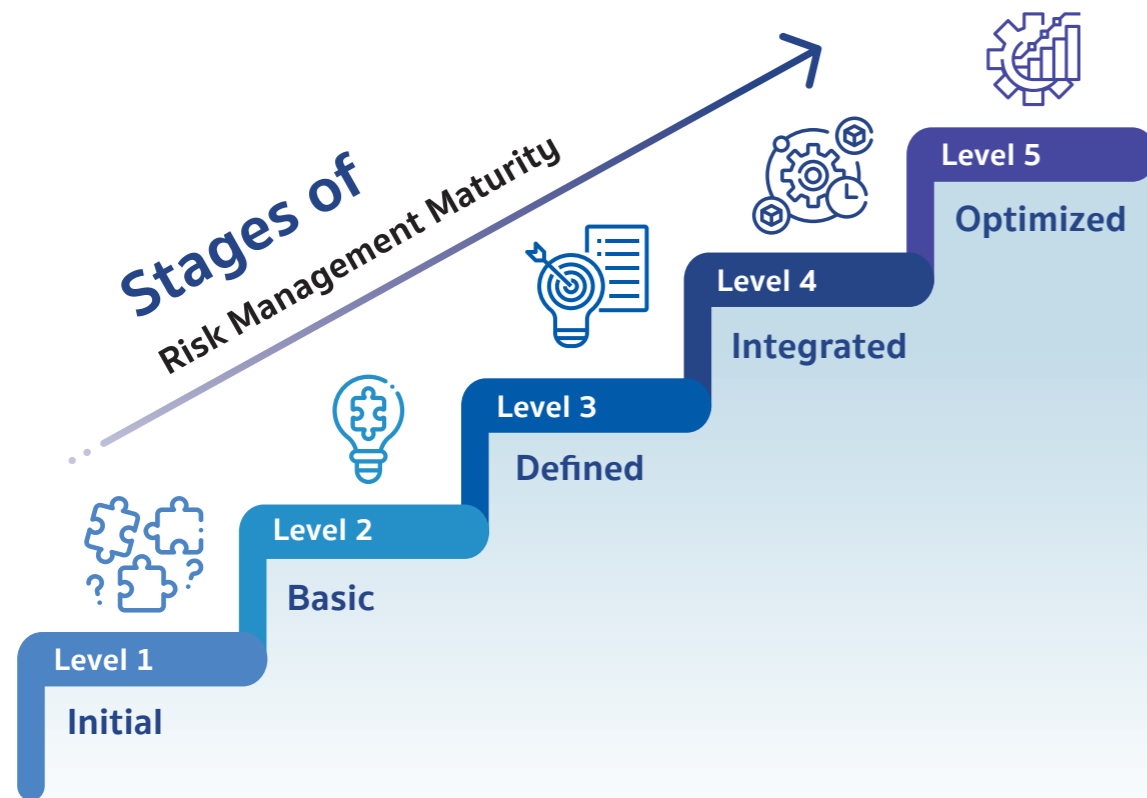 Stages of
Risk Management Maturity
Level 1
Initial
Level 2
Basic
Level 3
Defined
Level 4
Integrated
Level 5
Optimized